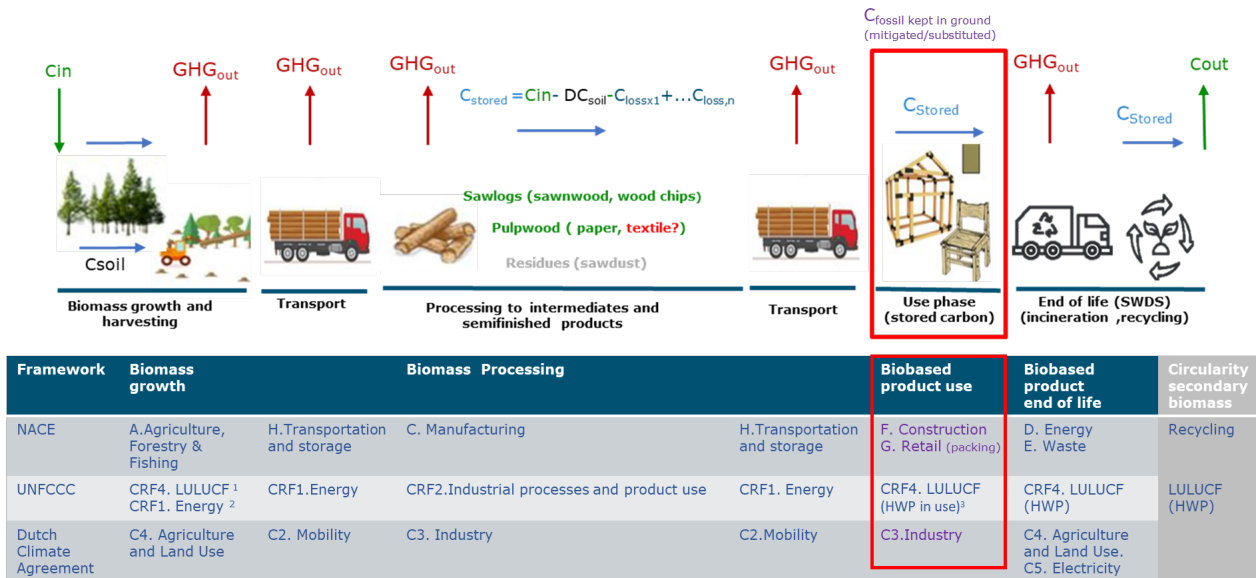 C fossil kept in ground
(mitigated/substituted)
Cin
GHGout
GHGout
GHGout
GHGout
GHGout
Cout
Cstored =Cin- DCsoil-Clossx1+...Closs,n
CStored
CStored
Sawlogs (sawnwood, wood chips)
Pulpwood ( paper, textile?)
Residues (sawdust)
Csoil
Biomass growth and
harvesting
Transport
Processing to intermediates and
semifinished products
Transport
Use phase
(stored carbon)
End of life (SWDS)
(incineration ,recycling)
Framework
Biomass
growth
Biomass Processing
Biobased
product use
Biobased
product
end of life
Circularity
secondary
biomass
NACE
A.Agriculture,
Forestry &
Fishing
H.Transportation
and storage
C. Manufacturing
H.Transportation
and storage
F. Construction
G. Retail (packing)
D. Energy
E. Waste
Recycling
UNFCCC
CRF4. LULUCF 1
CRF1. Energy 2
CRF1.Energy
CRF2.Industrial processes and product use
CRF1. Energy
CRF4. LULUCF
(HWP in use)3
CRF4. LULUCF
(HWP)
LULUCF
(HWP)
Dutch
Climate
Agreement
C4. Agriculture
and Land Use
C2. Mobility
C3. Industry
C2.Mobility
C3.Industry
C4. Agriculture
and Land Use.
C5. Electricity